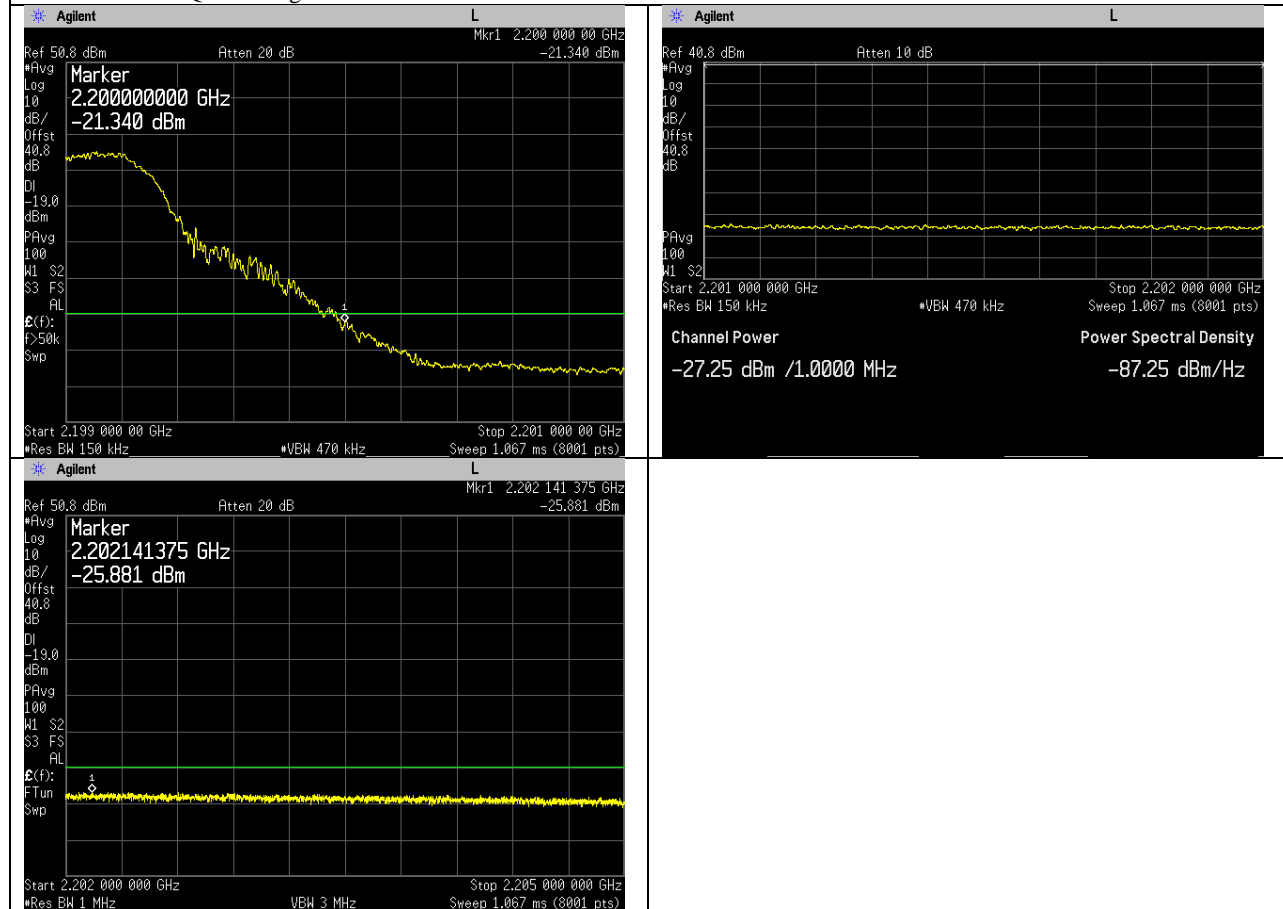 Agilent L
Mkr1 2.200 000 00 GHz
Ref 50.8 dBm Atten 20 dB -21.340 dBm
#Avg
Log
10
dB/
Offst
40.8
dB
DI
-19.0
dBm
PAvg
100
W1 S2
S3 FS
AL
£(f):
f>50k
Swp
Marker
2.200000000 GHz
-21.340 dBm
1
Start 2.199 000 00 GHz Stop 2.201 000 00 GHz
#Res BW 150 kHz #VBW 470 kHz Sweep 1.067 ms (8001 pts)
Agilent L
Ref 40.8 dBm Atten 10 dB
#Avg
Log
10
dB/
Offst
40.8
dB
PAvg
100
W1 S2
Start 2.201 000 000 GHz Stop 2.202 000 000 GHz
#Res BW 150 kHz #VBW 470 kHz Sweep 1.067 ms (8001 pts)
Channel Power Power Spectral Density
-27.25 dBm /1.0000 MHz -87.25 dBm/Hz
Agilent L
Mkr1 2.202 141 375 GHz
Ref 50.8 dBm Atten 20 dB -25.881 dBm
#Avg
Log
10
dB/
Offst
40.8
dB
DI
-19.0
dBm
PAvg
100
W1 S2
S3 FS
AL
£(f):
FTun
Swp
Marker
2.202141375 GHz
-25.881 dBm
1
Start 2.202 000 000 GHz Stop 2.205 000 000 GHz
#Res BW 1 MHz VBW 3 MHz Sweep 1.067 ms (8001 pts)